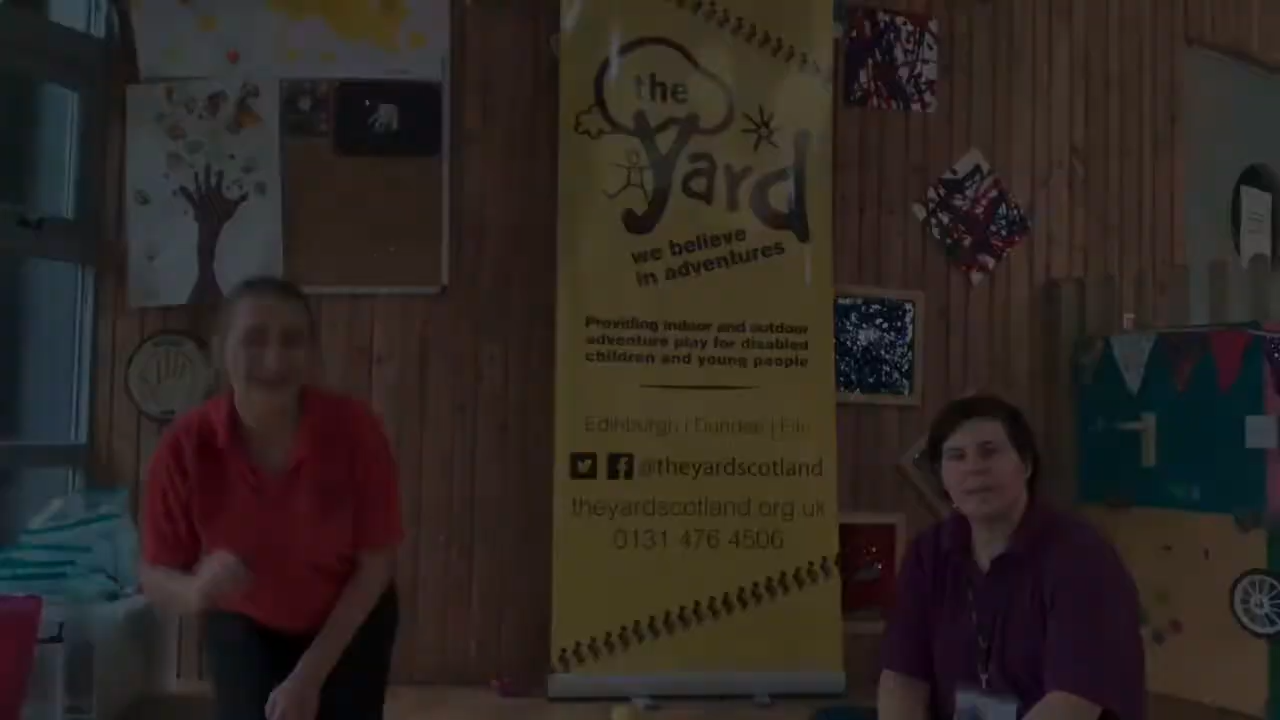 the
yard
we believe
in adventures
Providing indoor and outdoor
adventure play for disabled
children and young people
Edinburgh | Dundee | Fife
@theyardscotland
theyardscotland.org.uk
0131 476 4506